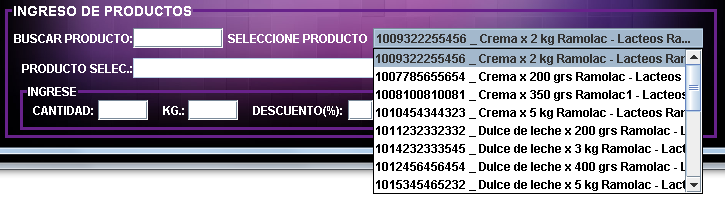 INGRESO DE PRODUCTOS
BUSCAR PRODUCTO: SELECCIONE PRODUCTO 1009322255456 _ Crema x 2 kg Ramolac - Lacteos Ra...
1009322255456 _ Crema x 2 kg Ramolac - Lacteos Ran
PRODUCTO SELEC.: 1007785655654 _ Crema x 200 grs Ramolac - Lacteos
INGRESE 1008100810081 _ Crema x 350 grs Ramolac1 - Lacteos
CANTIDAD: KG.: DESCUENTO(%): 1010454344323 _ Crema x 5 kg Ramolac - Lacteos Ran
1011232332332 _ Dulce de leche x 200 grs Ramolac - L
1014232333545 _ Dulce de leche x 3 kg Ramolac - Lact
1012456456454 _ Dulce de leche x 400 grs Ramolac - L
1015345465232 _ Dulce de leche x 5 kg Ramolac - Lact